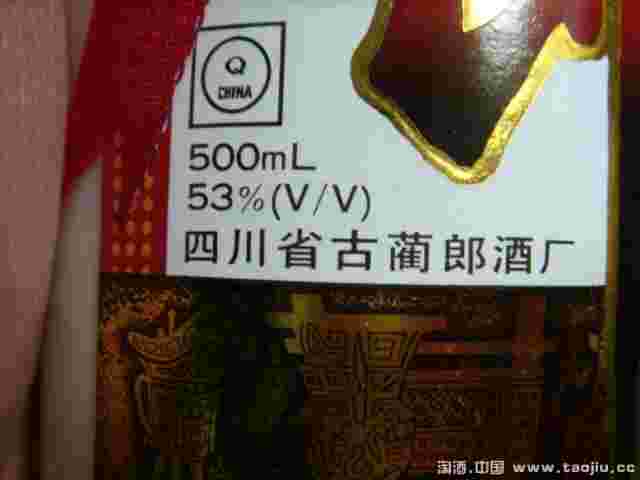 Q
CHINA
500mL
53%(V/V)
四川省古蔺郎酒厂
淘酒.中国 www.taojiu.cc